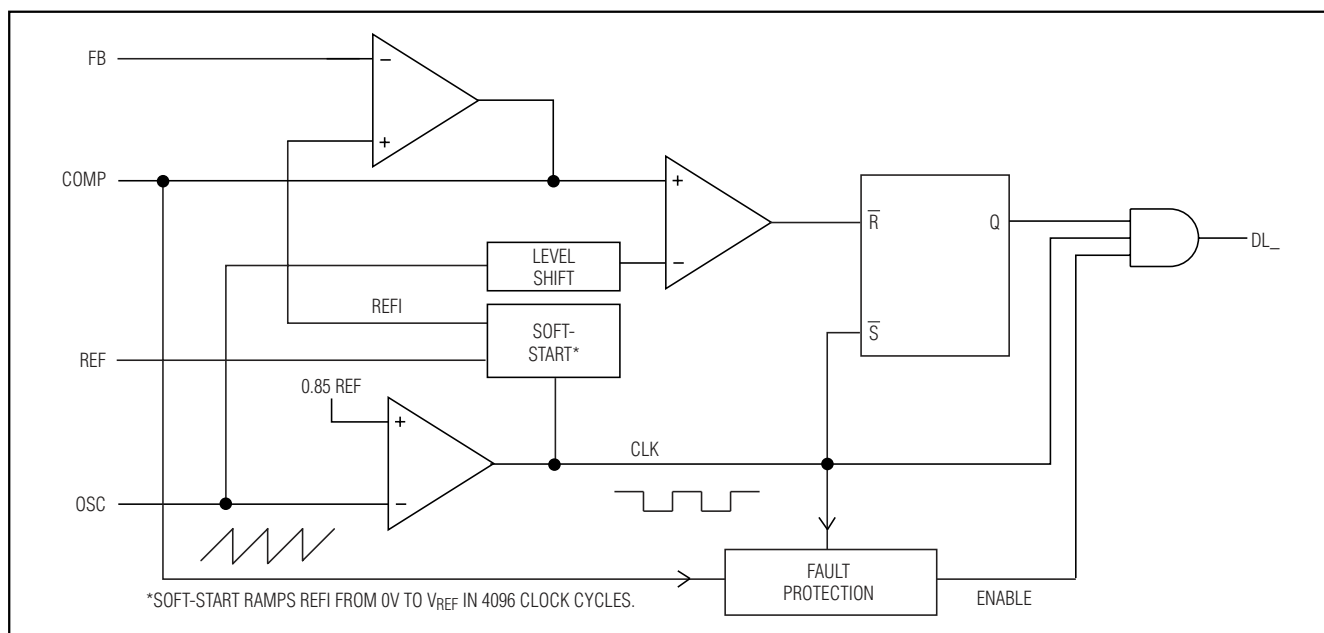 FB
−
+
COMP
+
−
LEVEL
SHIFT
R̅
Q
DL_
REFI
SOFT-
START*
S̅
REF
0.85 REF
+
−
CLK
OSC
FAULT
PROTECTION
ENABLE
*SOFT-START RAMPS REFI FROM 0V TO VREF IN 4096 CLOCK CYCLES.